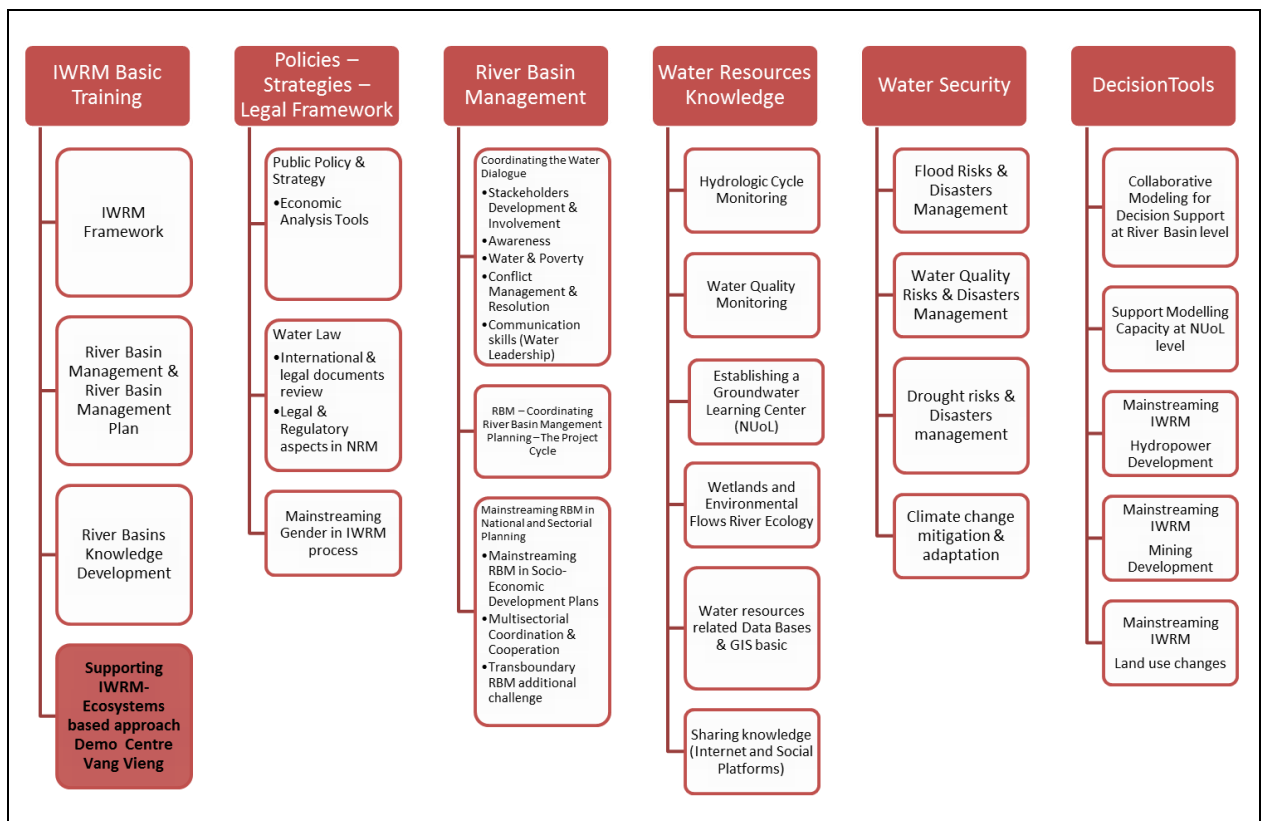 IWRM Basic
Training
IWRM
Framework
River Basin
Management &
River Basin
Management
Plan
River Basins
Knowledge
Development
Supporting
IWRM-
Ecosystems
based approach
Demo Centre
Vang Vieng
Policies –
Strategies –
Legal Framework
Public Policy &
Strategy
•Economic
Analysis Tools
Water Law
•International &
legal documents
review
•Legal &
Regulatory
aspects in NRM
Mainstreaming
Gender in IWRM
process
River Basin
Management
Coordinating the Water
Dialogue
•Stackeholders
Development &
Involvement
•Awareness
•Water & Poverty
•Conflict
Management &
Resolution
•Communication
skills (Water
Leadership)
RBM – Coordinating
River Basin Mangement
Planning – The Project
Cycle
Mainstreaming RBM in
National and Sectorial
Planning
•Mainstreaming
RBM in Socio-
Economic
Development Plans
•Multisectorial
Coordination &
Cooperation
•Transboundary
RBM additional
challenge
Water Resources
Knowledge
Hydrologic Cycle
Monitoring
Water Quality
Monitoring
Establishing a
Groundwater
Learning Center
(NUoL)
Wetlands and
Environmental
Flows River Ecology
Water resources
related Data Bases
& GIS basic
Sharing knowledge
(Internet and Social
Platforms)
Water Security
Flood Risks &
Disasters
Management
Water Quality
Risks & Disasters
Management
Drought risks &
Disasters
management
Climate change
mitigation &
adaptation
DecisionTools
Collaborative
Modeling for
Decision Support
at River Basin level
Support Modelling
Capacity at NUoL
level
Mainstreaming
IWRM
Hydropower
Development
Mainstreaming
IWRM
Mining
Development
Mainstreaming
IWRM
Land use changes